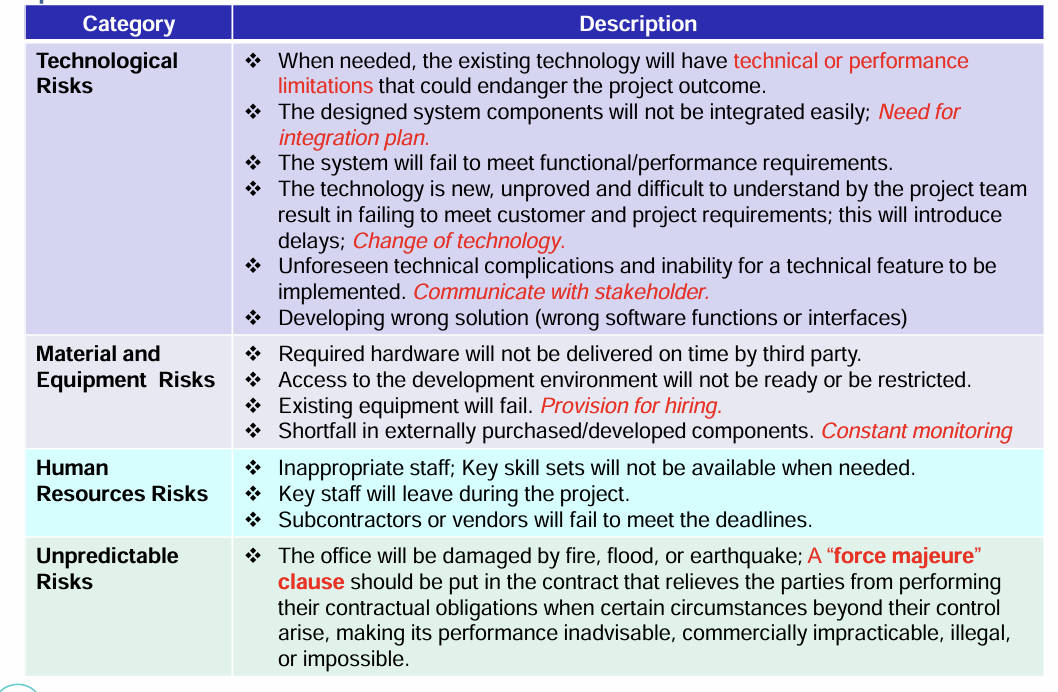 Category Description
Technological Risks
❖ When needed, the existing technology will have technical or performance
limitations that could endanger the project outcome.
❖ The designed system components will not be integrated easily; Need for
integration plan.
❖ The system will fail to meet functional/performance requirements.
❖ The technology is new, unproved and difficult to understand by the project team
result in failing to meet customer and project requirements; this will introduce
delays; Change of technology.
❖ Unforeseen technical complications and inability for a technical feature to be
implemented. Communicate with stakeholder.
❖ Developing wrong solution (wrong software functions or interfaces)
Material and
Equipment Risks
❖ Required hardware will not be delivered on time by third party.
❖ Access to the development environment will not be ready or be restricted.
❖ Existing equipment will fail. Provision for hiring.
❖ Shortfall in externally purchased/developed components. Constant monitoring
Human
Resources Risks
❖ Inappropriate staff; Key skill sets will not be available when needed.
❖ Key staff will leave during the project.
❖ Subcontractors or vendors will fail to meet the deadlines.
Unpredictable
Risks
❖ The office will be damaged by fire, flood, or earthquake; A “force majeure”
clause should be put in the contract that relieves the parties from performing
their contractual obligations when certain circumstances beyond their control
arise, making its performance inadvisable, commercially impracticable, illegal,
or impossible.